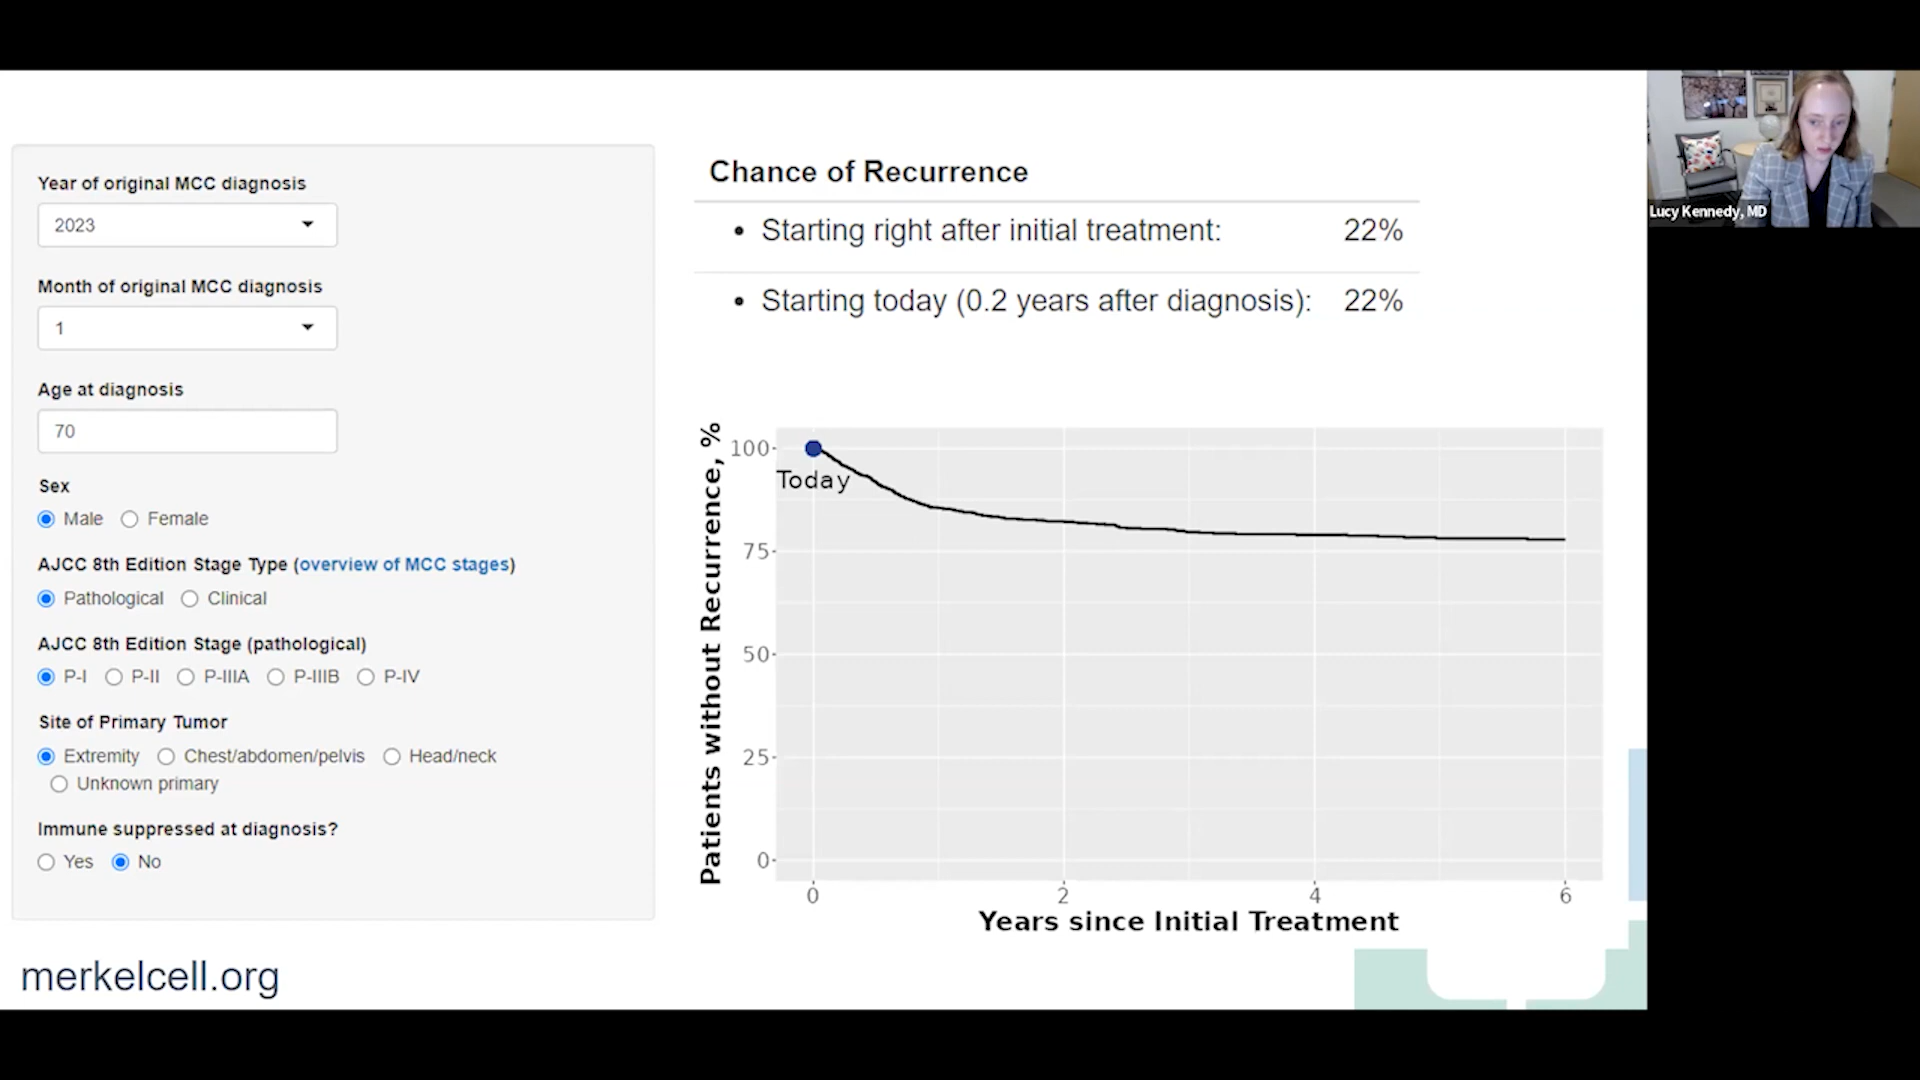 Year of original MCC diagnosis
2023
Month of original MCC diagnosis
1
Age at diagnosis
70
Sex
Male Female
AJCC 8th Edition Stage Type (overview of MCC stages)
Pathological Clinical
AJCC 8th Edition Stage (pathological)
P-I P-II P-IIIA P-IIIB P-IV
Site of Primary Tumor
Extremity Chest/abdomen/pelvis Head/neck
Unknown primary
Immune suppressed at diagnosis?
Yes No
merkelcell.org
Chance of Recurrence
• Starting right after initial treatment: 22%
• Starting today (0.2 years after diagnosis): 22%
Patients without Recurrence, %
100
75
50
25
0
Today
0 2 4 6
Years since Initial Treatment
Lucy Kennedy, MD